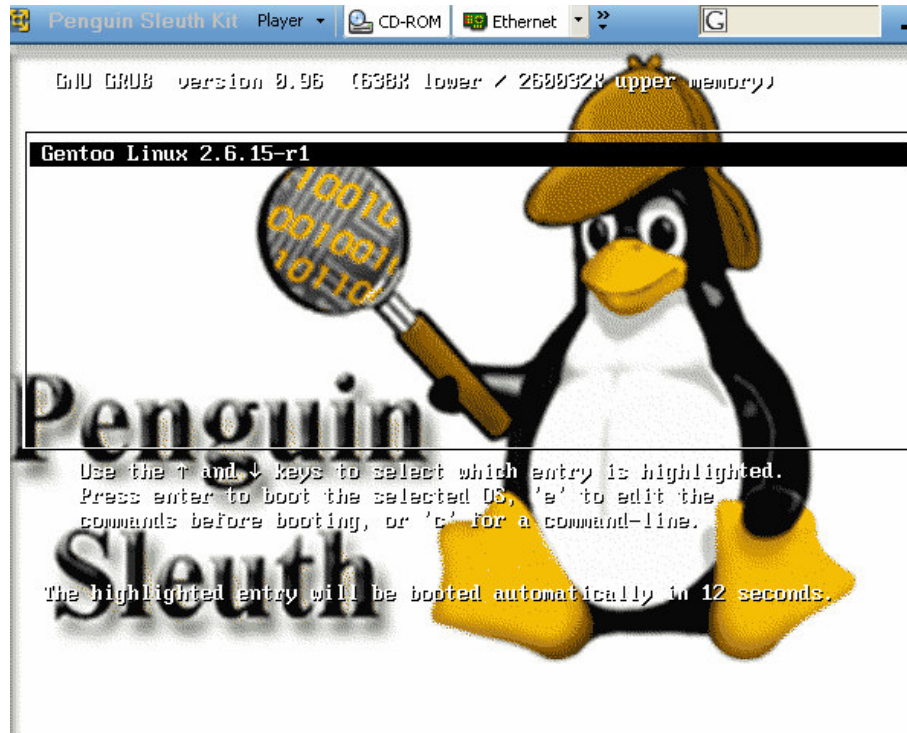 Penguin Sleuth Kit Player CD-ROM Ethernet » G
GNU GRUB version 0.96 (636K lower / 260032K upper memory)
Gentoo Linux 2.6.15-r1
10010
001001
10110
Penguin
Use the ↑ and ↓ keys to select which entry is highlighted.
Press enter to boot the selected OS, 'e' to edit the
commands before booting, or 'c' for a command-line.
Sleuth
The highlighted entry will be booted automatically in 12 seconds.